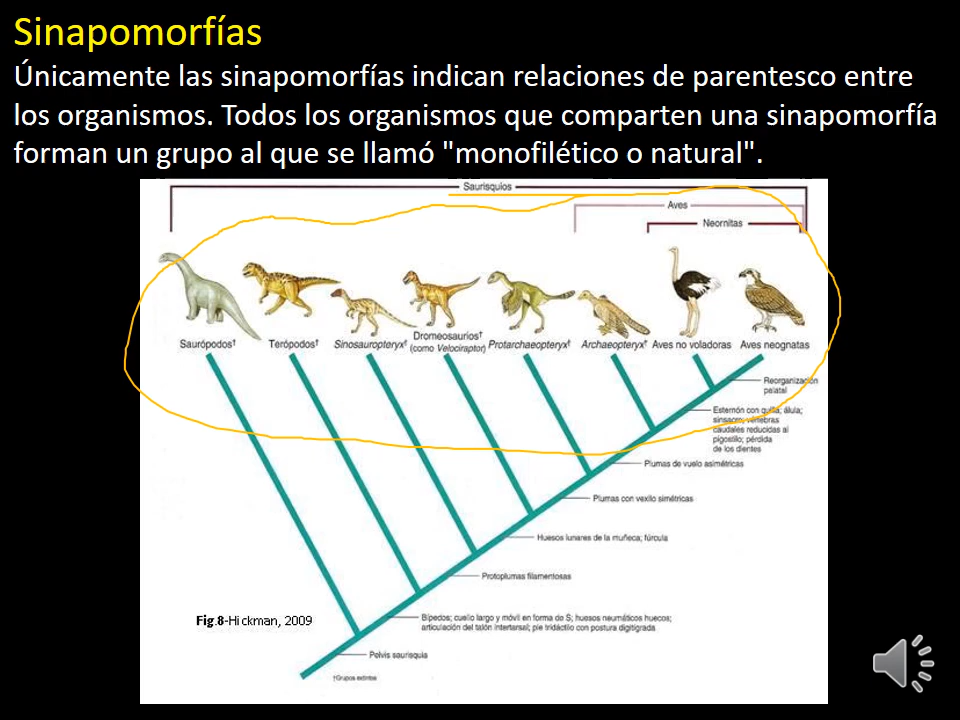 Sinapomorfías
Únicamente las sinapomorfías indican relaciones de parentesco entre
los organismos. Todos los organismos que comparten una sinapomorfía
forman un grupo al que se llamó "monofilético o natural".
Saurisquios
Aves
Neornitas
Saurópodos†
Terópodos†
Sinosauropteryx†
Dromeosaurios†
(como Velociraptor)
Protarchaeopteryx†
Archaeopteryx†
Aves no voladoras
Aves neognatas
Reorganización
palatal
Esternón con quilla; álula;
sinsacro; vértebras
caudales reducidas al
pigostilo; pérdida
de los dientes
Plumas de vuelo asimétricas
Plumas con vexilo simétricas
Huesos lunares de la muñeca; fúrcula
Protoplumas filamentosas
Bípedos; cuello largo y móvil en forma de S; huesos neumáticos huecos;
articulación del talón intertarsal; pie tridáctilo con postura digitigrada
Pelvis saurisquia
Fig.8-Hickman, 2009
†Grupos extintos